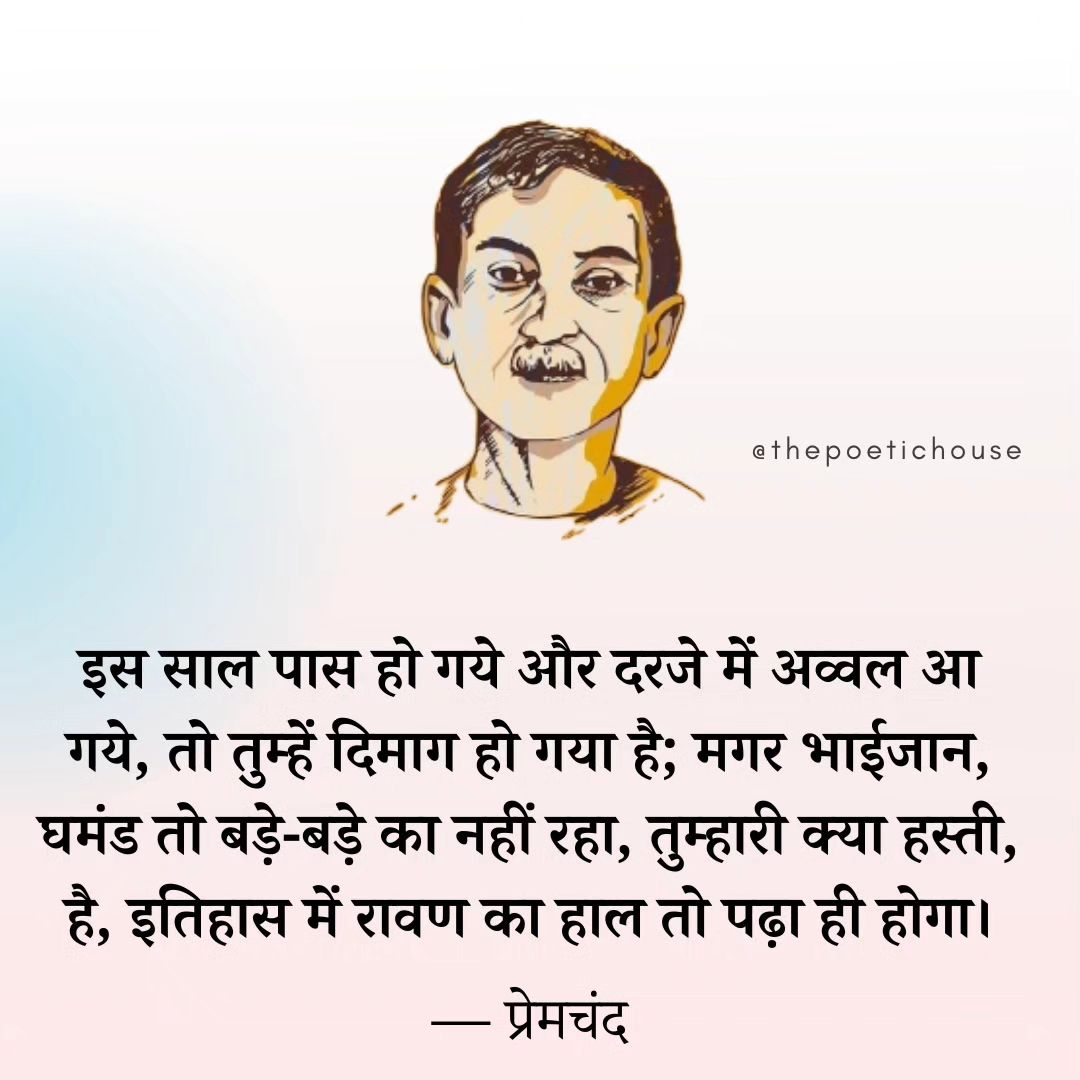 @thepoetichouse
इस साल पास हो गये और दरजे में अव्वल आ
गये, तो तुम्हें दिमाग हो गया है; मगर भाईजान,
घमंड तो बड़े-बड़े का नहीं रहा, तुम्हारी क्या हस्ती,
है, इतिहास में रावण का हाल तो पढ़ा ही होगा।
— प्रेमचंद